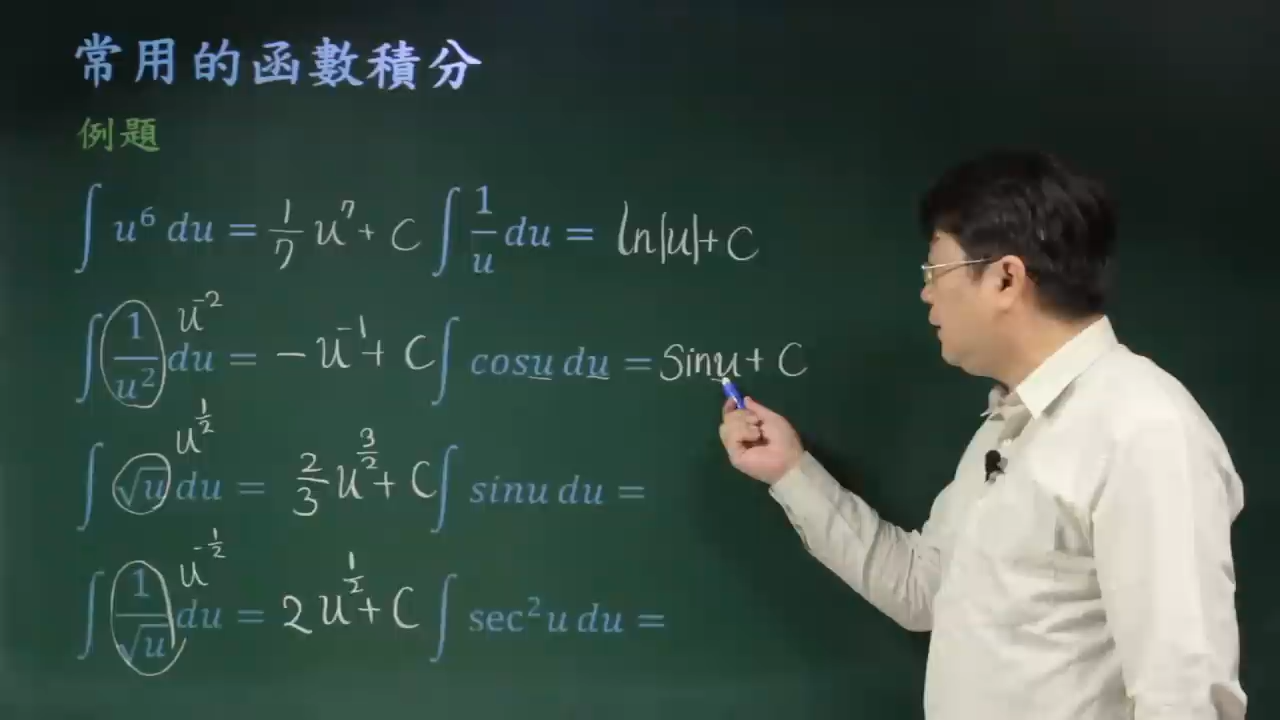 常用的函數積分
例題
∫ u⁶ du = 1/7 u⁷ + C ∫ 1/u du = ln|u| + C
∫ 1/u² du = -u⁻¹ + C ∫ cosu du = sinu + C
u⁻²
∫ √u du = 2/3 u^(3/2) + C ∫ sinu du =
u^(1/2)
∫ 1/√u du = 2u^(1/2) + C ∫ sec²u du =
u^(-1/2)